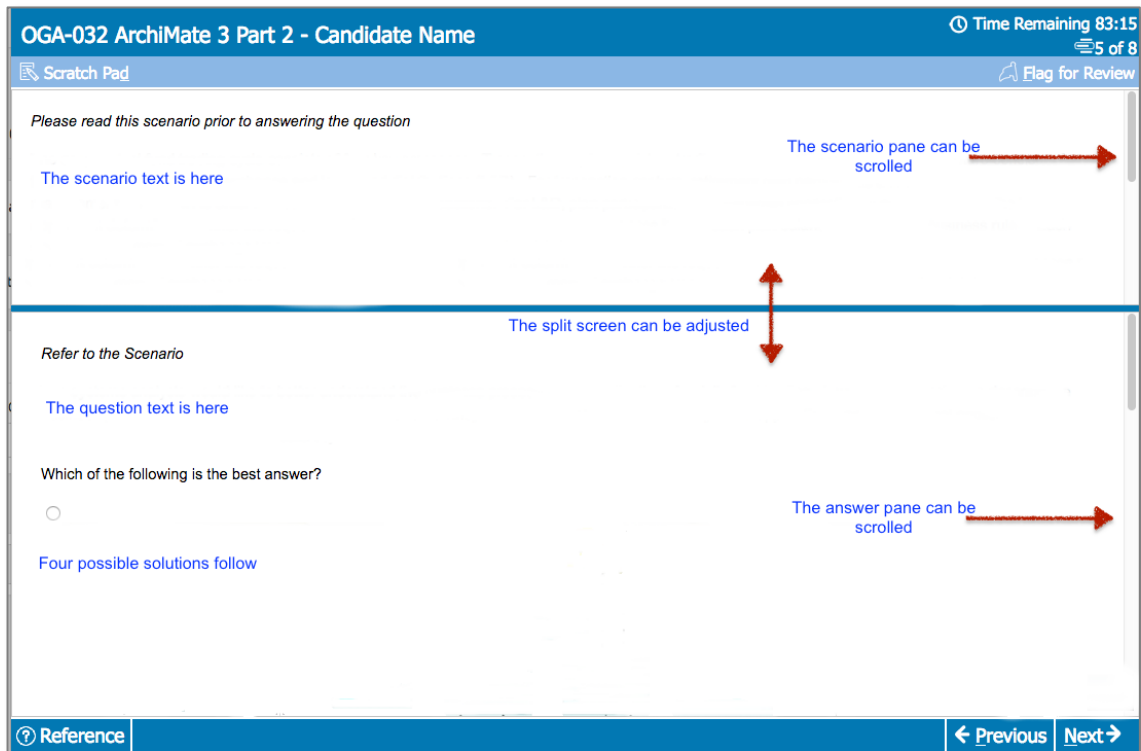 OGA-032 ArchiMate 3 Part 2 - Candidate Name
Time Remaining 83:15
5 of 8
Scratch Pad
Flag for Review
Please read this scenario prior to answering the question
The scenario pane can be
scrolled
The scenario text is here
The split screen can be adjusted
Refer to the Scenario
The question text is here
Which of the following is the best answer?
The answer pane can be
scrolled
Four possible solutions follow
Reference
Previous
Next